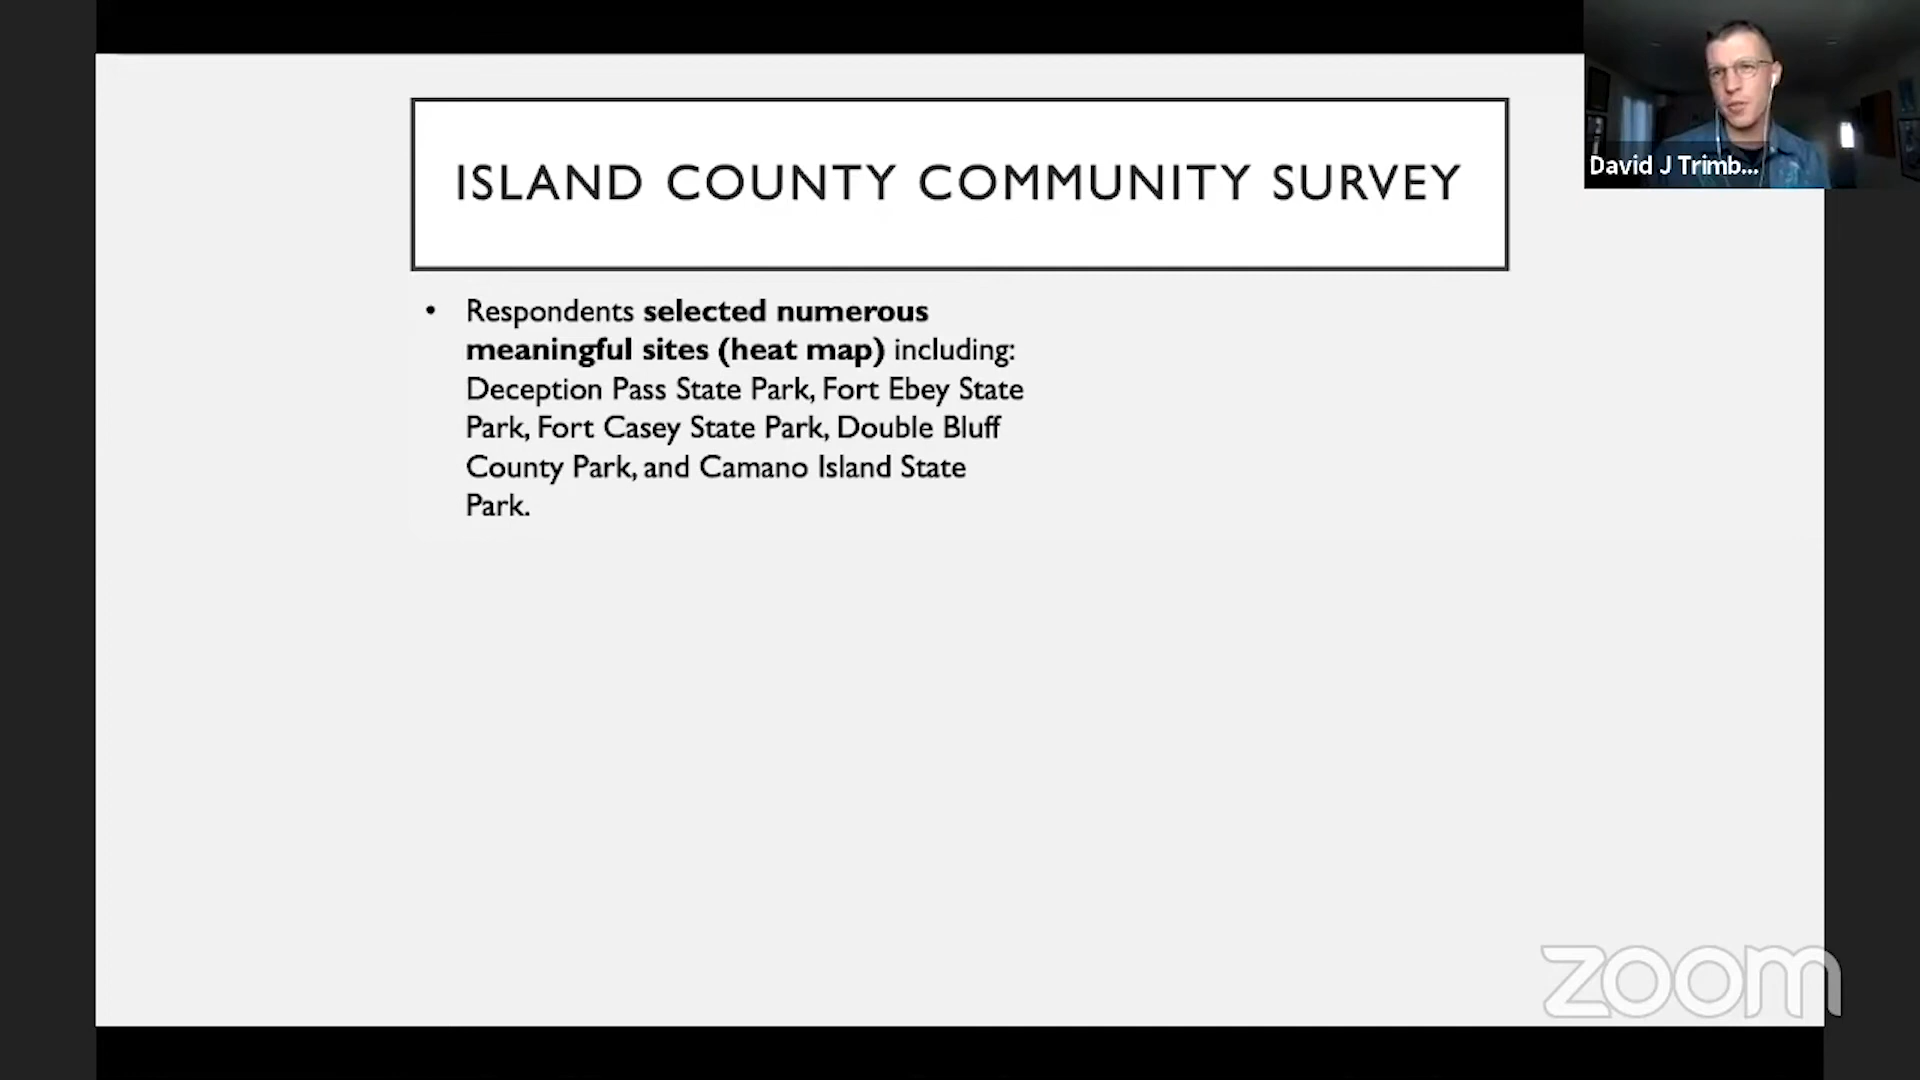 ISLAND COUNTY COMMUNITY SURVEY
David J Trimb...
• Respondents selected numerous
meaningful sites (heat map) including:
Deception Pass State Park, Fort Ebey State
Park, Fort Casey State Park, Double Bluff
County Park, and Camano Island State
Park.
zoom